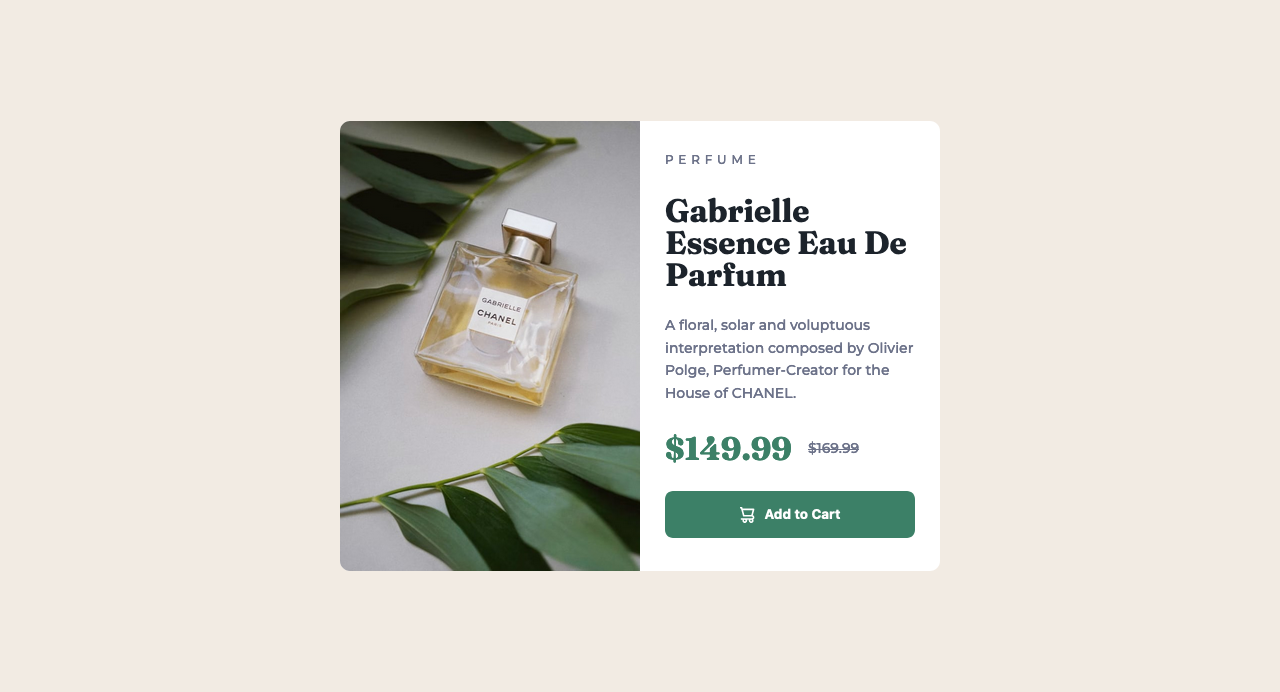 GABRIELLE
CHANEL
PARIS
PERFUME
Gabrielle
Essence Eau De
Parfum
A floral, solar and voluptuous
interpretation composed by Olivier
Polge, Perfumer-Creator for the
House of CHANEL.
$149.99 $169.99
Add to Cart